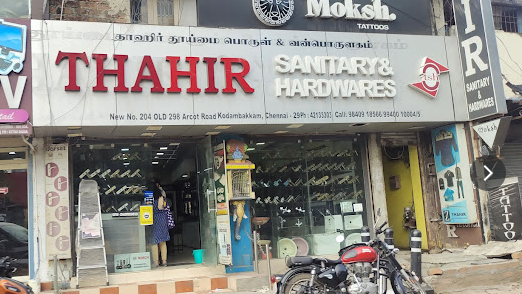 Moksh.
TATTOOS
தாஹிர் தூய்மை பொருள் & வன்பொருளகம்
THAHIR
SANITARY &
HARDWARES
New No. 204 OLD 298 Arcot Road Kodambakkam, Chennai - 29
SANITARY
& HARDWARES
THAHIR
TATTOO